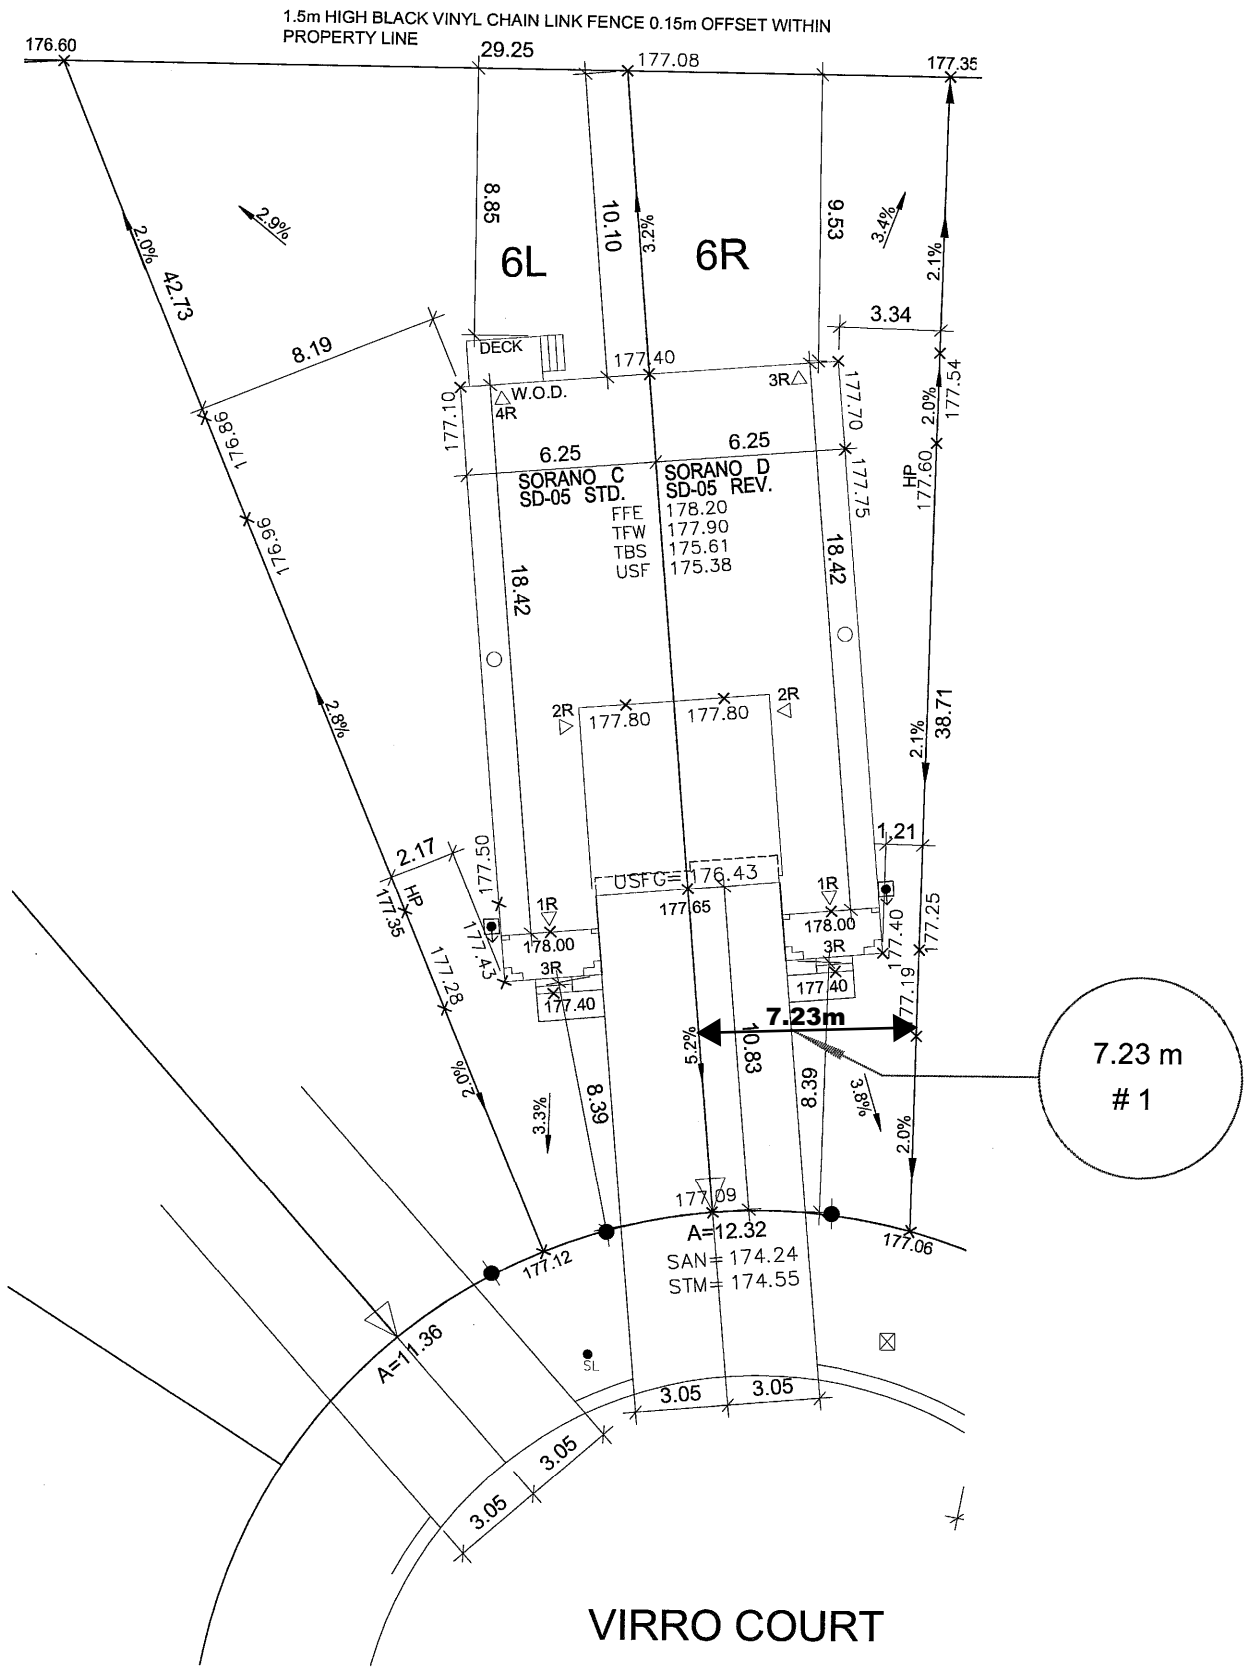 1.5m HIGH BLACK VINYL CHAIN LINK FENCE 0.15m OFFSET WITHIN
PROPERTY LINE
176.60
29.25
177.08
177.35
2.0%
42.73
2.9%
8.85
10.10
3.2%
9.53
3.4%
2.1%
6L
6R
8.19
3.34
DECK
177.40
W.O.D.
4R
3R
177.10
177.70
2.0%
177.54
176.86
176.96
6.25
6.25
HP
177.60
177.75
SORANO C
SD-05 STD.
SORANO D
SD-05 REV.
FFE 178.20
TFW 177.90
TBS 175.61
USF 175.38
18.42
18.42
2.8%
2R
2R
177.80
177.80
2.1%
38.71
2.17
1.21
HP
177.35
177.50
USFG= 176.43
177.65
1R
1R
178.00
178.00
177.43
177.28
177.40
177.25
3R
3R
177.40
177.40
177.19
7.23m
5.2%
10.83
7.23 m
# 1
2.0%
3.3%
8.39
8.39
3.8%
2.0%
177.09
A=12.32
177.12
177.06
SAN= 174.24
STM= 174.55
A=11.36
SL
3.05
3.05
3.05
3.05
VIRRO COURT